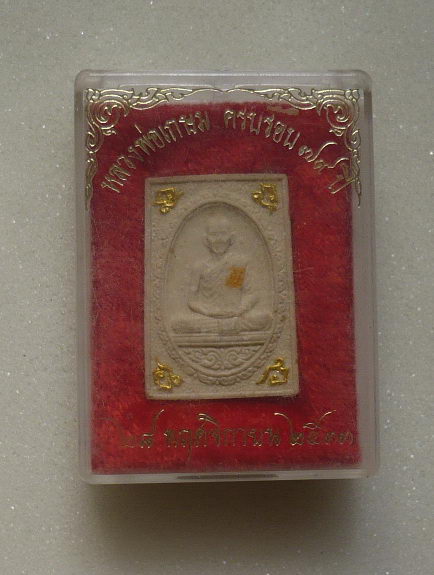 หลวงพ่อเกษม ครบรอบ ๗๙ ปี
๒๘ พฤศจิกายน ๒๕๓๓